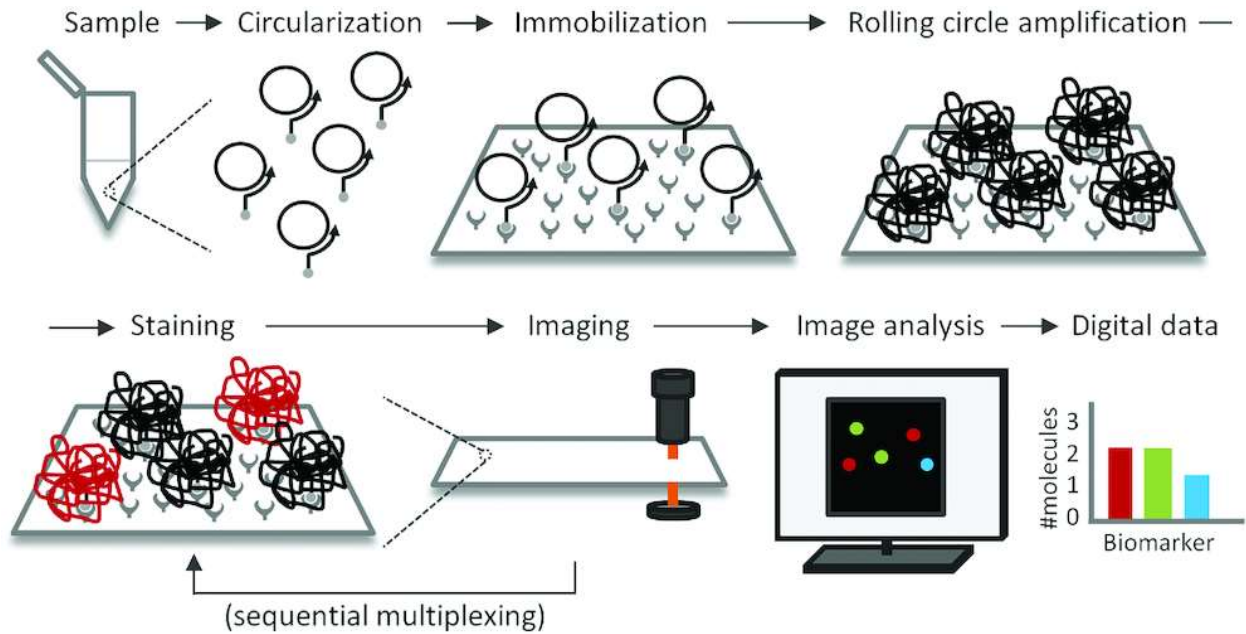 Sample
Circularization
Immobilization
Rolling circle amplification
Staining
Imaging
Image analysis
Digital data
3
2
1
0
#molecules
Biomarker
(sequential multiplexing)